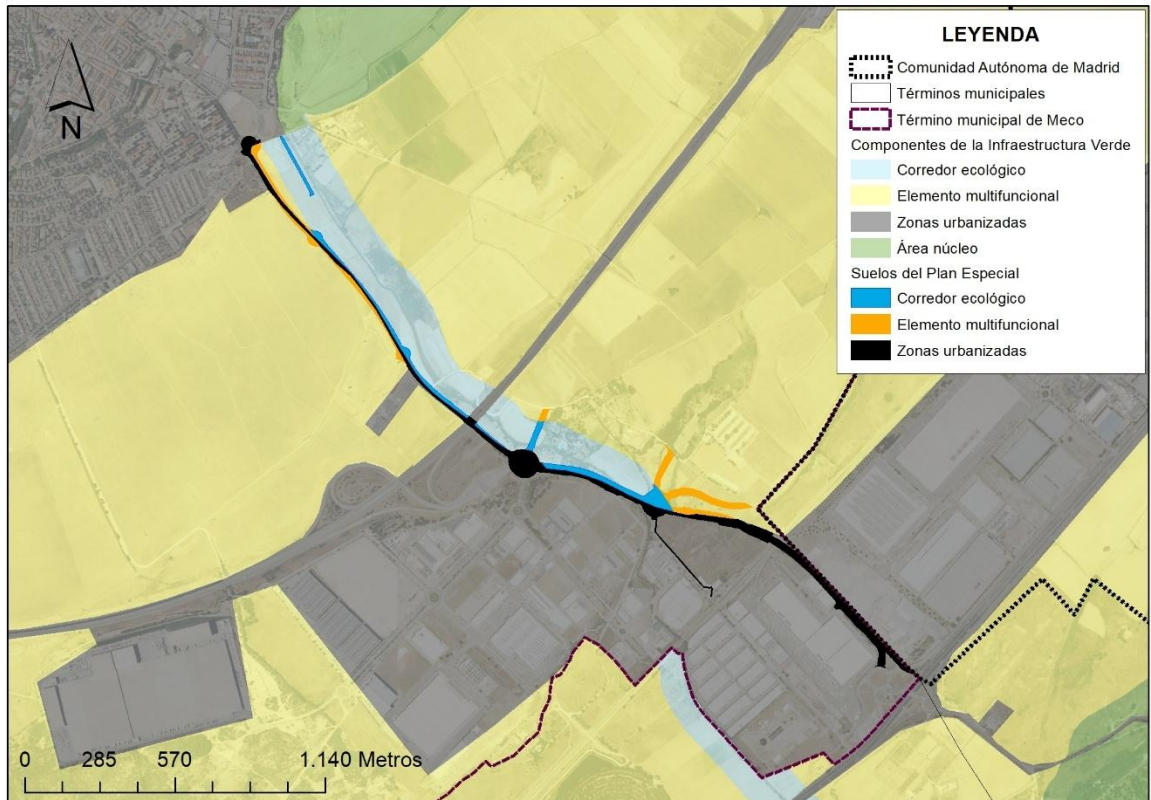 N
LEYENDA
Comunidad Autónoma de Madrid
Términos municipales
Término municipal de Meco
Componentes de la Infraestructura Verde
Corredor ecológico
Elemento multifuncional
Zonas urbanizadas
Área núcleo
Suelos del Plan Especial
Corredor ecológico
Elemento multifuncional
Zonas urbanizadas
0 285 570 1.140 Metros